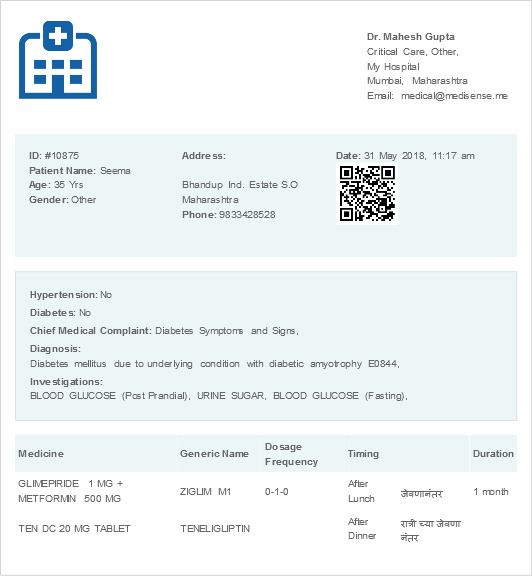 Dr. Mahesh Gupta
Critical Care, Other,
My Hospital
Mumbai, Maharashtra
Email: medical@medisense.me
ID: #10875
Patient Name: Seema
Age: 35 Yrs
Gender: Other
Address:
Bhandup Ind. Estate S.O
Maharashtra
Phone: 9833428528
Date: 31 May 2018, 11:17 am
Hypertension: No
Diabetes: No
Chief Medical Complaint: Diabetes Symptoms and Signs,
Diagnosis:
Diabetes mellitus due to underlying condition with diabetic amyotrophy E0844,
Investigations:
BLOOD GLUCOSE (Post Prandial), URINE SUGAR, BLOOD GLUCOSE (Fasting),
Medicine Generic Name Dosage Frequency Timing Duration
GLIMEPIRIDE 1 MG +
METFORMIN 500 MG
ZIGLIM M1
0-1-0
After
Lunch
जेवणानंतर
1 month
TEN DC 20 MG TABLET
TENELIGLIPTIN
After
Dinner
रात्री च्या जेवणा
नंतर